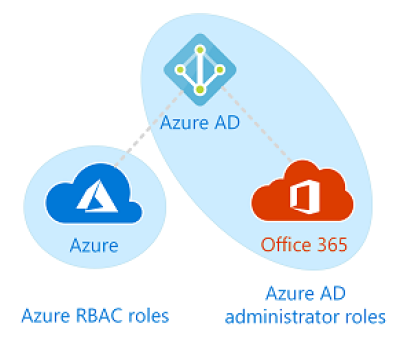 Azure AD
Azure
Office 365
Azure RBAC roles
Azure AD
administrator roles